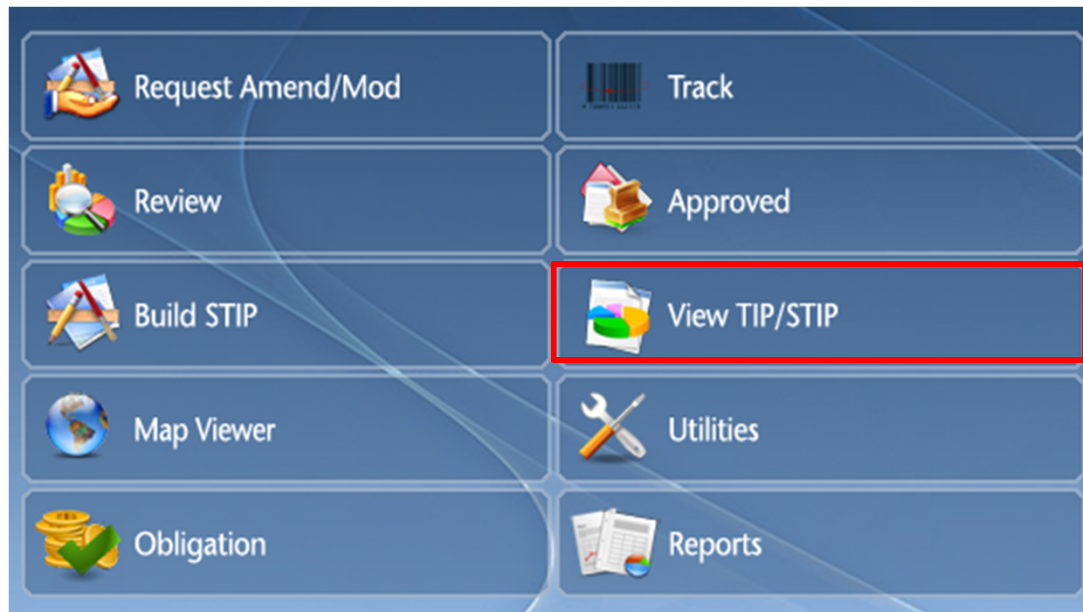 Request Amend/Mod
Track
Review
Approved
Build STIP
View TIP/STIP
Map Viewer
Utilities
Obligation
Reports